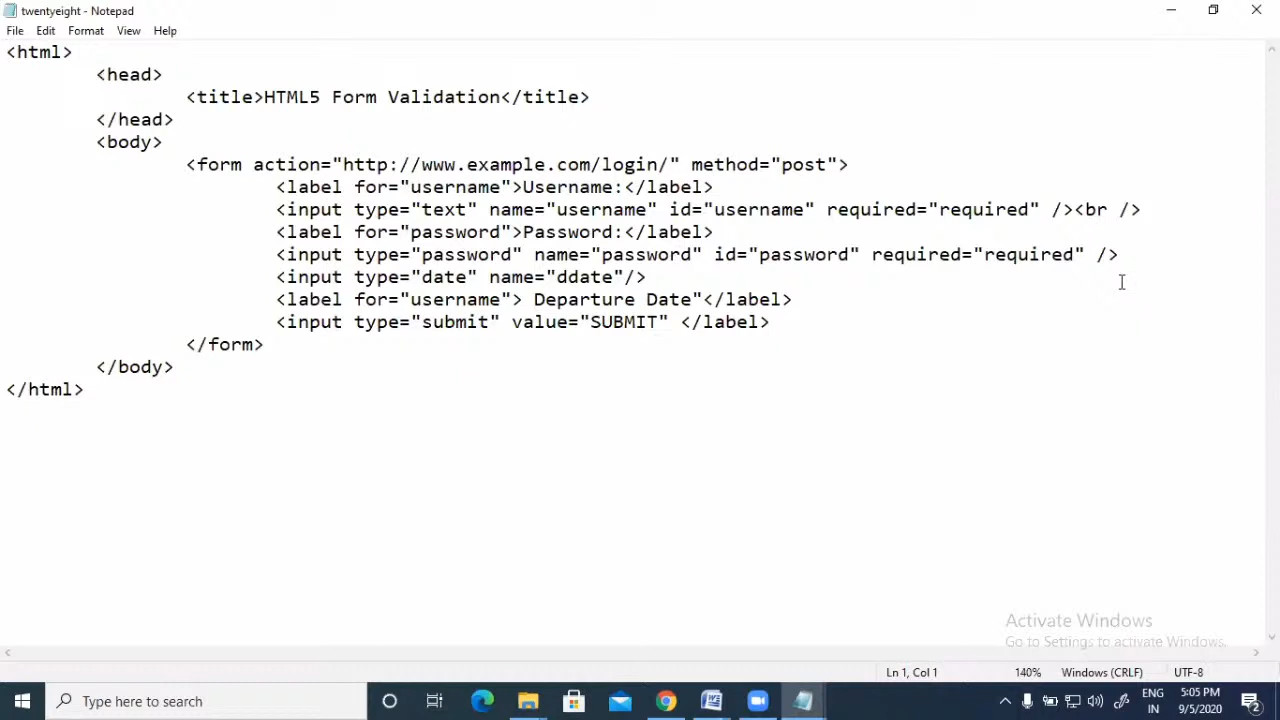 twentyeight - Notepad
File Edit Format View Help
<html>
<head>
<title>HTML5 Form Validation</title>
</head>
<body>
<form action="http://www.example.com/login/" method="post">
<label for="username">Username:</label>
<input type="text" name="username" id="username" required="required" /><br />
<label for="password">Password:</label>
<input type="password" name="password" id="password" required="required" />
<input type="date" name="ddate"/>
<label for="username"> Departure Date"</label>
<input type="submit" value="SUBMIT" </label>
</form>
</body>
</html>
Activate Windows
Go to Settings to activate Windows.
Ln 1, Col 1 140% Windows (CRLF) UTF-8
Type here to search
ENG
IN
5:05 PM
9/5/2020
2